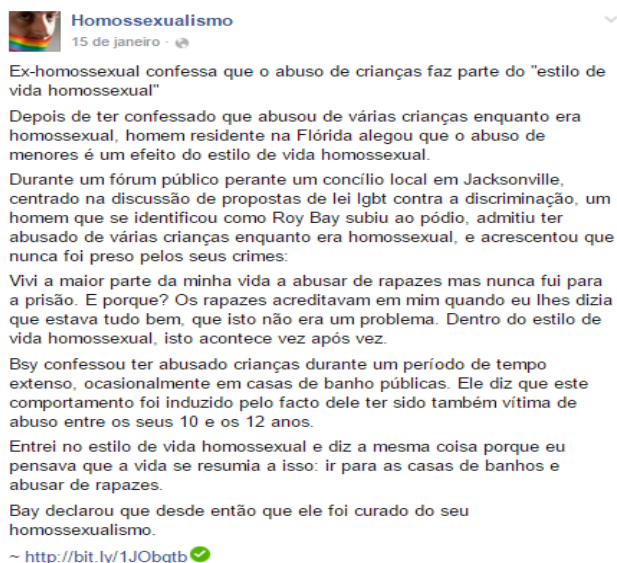 Homossexualismo
15 de janeiro ·
Ex-homossexual confessa que o abuso de crianças faz parte do "estilo de
vida homossexual"
Depois de ter confessado que abusou de várias crianças enquanto era
homossexual, homem residente na Flórida alegou que o abuso de
menores é um efeito do estilo de vida homossexual.
Durante um fórum público perante um concílio local em Jacksonville,
centrado na discussão de propostas de lei lgbt contra a discriminação, um
homem que se identificou como Roy Bay subiu ao pódio, admitiu ter
abusado de várias crianças enquanto era homossexual, e acrescentou que
nunca foi preso pelos seus crimes:
Vivi a maior parte da minha vida a abusar de rapazes mas nunca fui para
a prisão. E porque? Os rapazes acreditavam em mim quando eu lhes dizia
que estava tudo bem, que isto não era um problema. Dentro do estilo de
vida homossexual, isto acontece vez após vez.
Bsy confessou ter abusado crianças durante um período de tempo
extenso, ocasionalmente em casas de banho públicas. Ele diz que este
comportamento foi induzido pelo facto dele ter sido também vítima de
abuso entre os seus 10 e os 12 anos.
Entrei no estilo de vida homossexual e diz a mesma coisa porque eu
pensava que a vida se resumia a isso: ir para as casas de banhos e
abusar de rapazes.
Bay declarou que desde então que ele foi curado do seu
homossexualismo.
~ http://bit.ly/1JObgtb